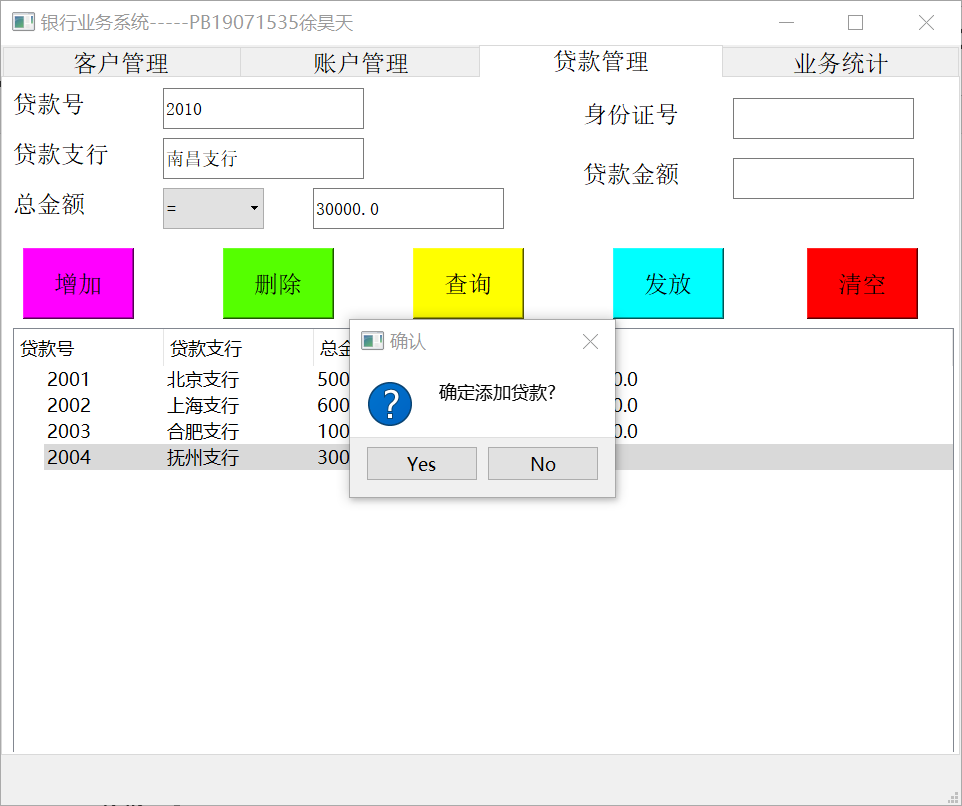 银行业务系统-----PB19071535徐昊天
客户管理 账户管理 贷款管理 业务统计
贷款号 2010 身份证号
贷款支行 南昌支行 贷款金额
总金额 = 30000.0
增加 删除 查询 发放 清空
确认
确定添加贷款?
Yes No
贷款号 贷款支行 总金
2001 北京支行 500 0.0
2002 上海支行 600 0.0
2003 合肥支行 100 0.0
2004 抚州支行 300